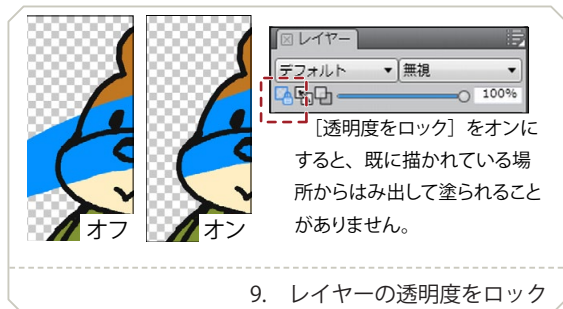 レイヤー
デフォルト
無視
100%
オフ
オン
［透明度をロック］をオンに
すると、既に描かれている場
所からはみ出して塗られること
がありません。
9. レイヤーの透明度をロック